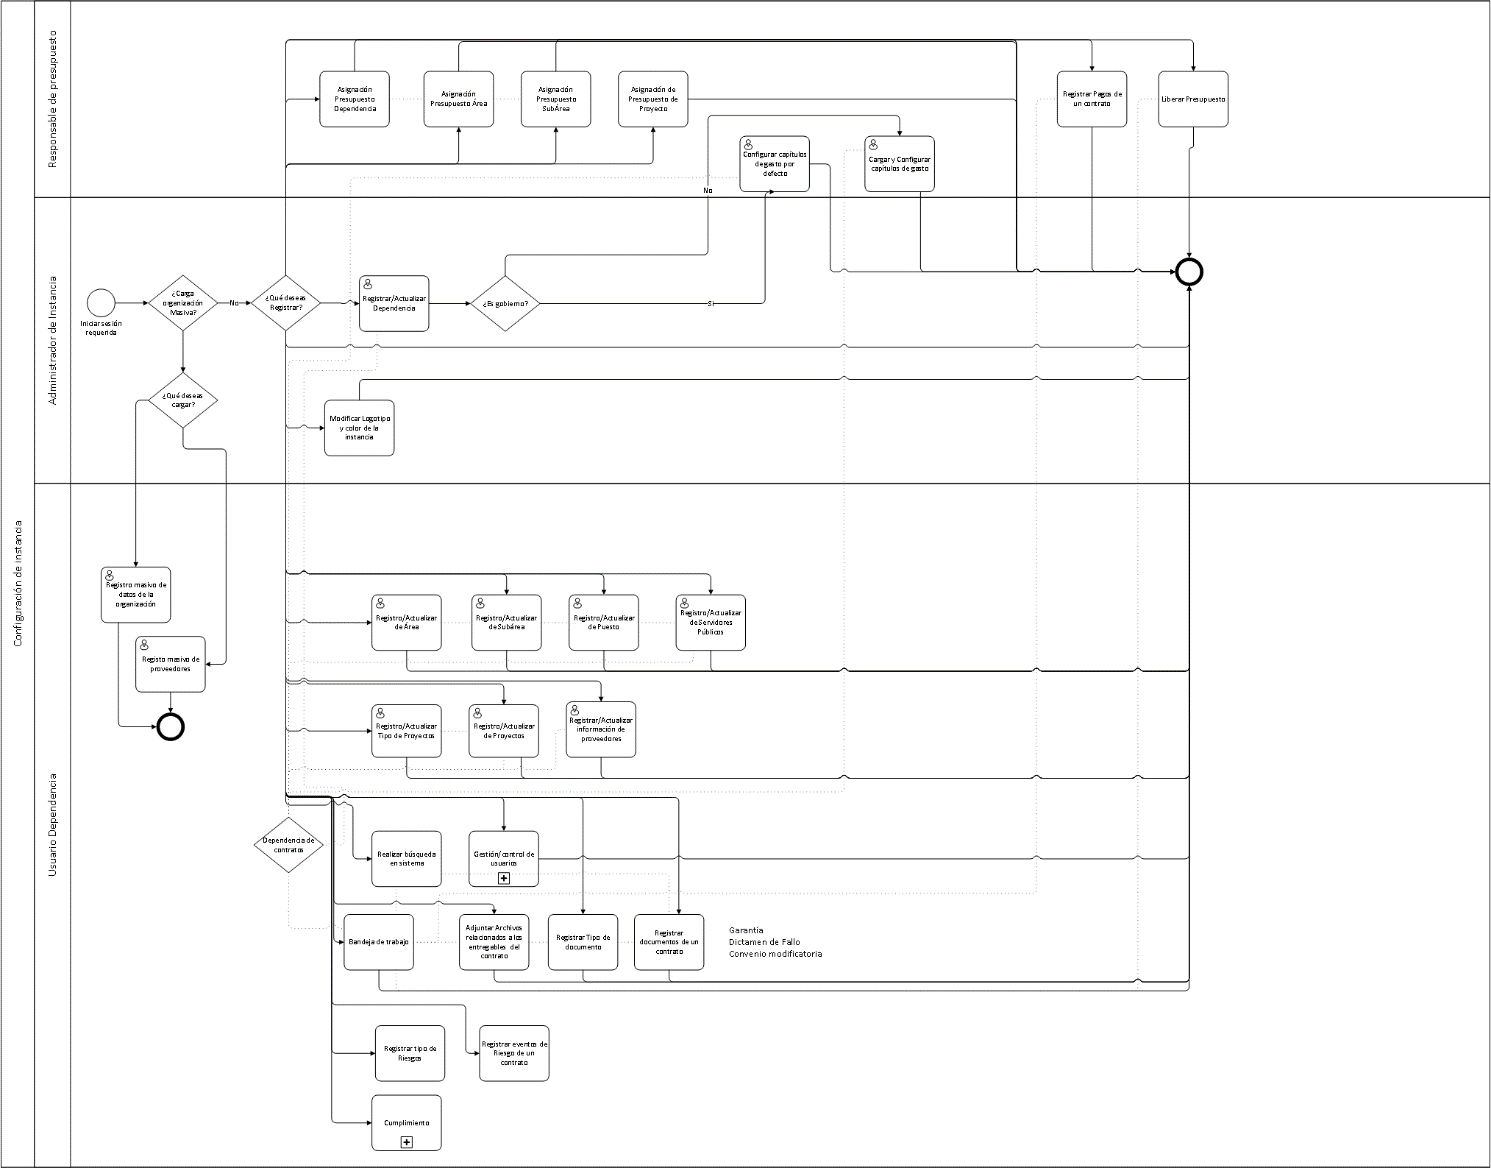 Configuración de instancia
Responsable de presupuesto
Asignación
Presupuesto
Dependencia
Asignación
Presupuesto Área
Asignación
Presupuesto
SubÁrea
Asignación de
Presupuesto de
Proyecto
Registrar Pagos de
un contrato
Liberar Presupuesto
Configurar capítulos
de gasto por
defecto
Cargar y Configurar
capítulos de gasto
No
Administrador de Instancia
Iniciar sesión
requerida
¿Carga
organización
Masiva?
No
¿Qué deseas
Registrar?
Registrar/Actualizar
Dependencia
¿Es gobierno?
Si
¿Qué deseas
cargar?
Modificar Logotipo
y color de la
instancia
Usuario Dependencia
Registro masivo de
datos de la
organización
Registo masivo de
proveedores
Registro/Actualizar
de Área
Registro/Actualizar
de Subárea
Registro/Actualizar
de Puesto
Registro/Actualizar
de Servidores
Públicos
Registro/Actualizar
Tipo de Proyectos
Registro/Actualizar
de Proyectos
Registrar/Actualizar
información de
proveedores
Dependencia de
contratos
Realizar búsqueda
en sistema
Gestión/control de
usuarios
Bandeja de trabajo
Adjuntar Archivos
relacionados a los
entregables del
contrato
Registrar Tipo de
documento
Registrar
documentos de un
contrato
Garantía
Dictamen de Fallo
Convenio modificatoria
Registrar tipo de
Riesgos
Registrar eventos de
Riesgo de un
contrato
Cumplimiento